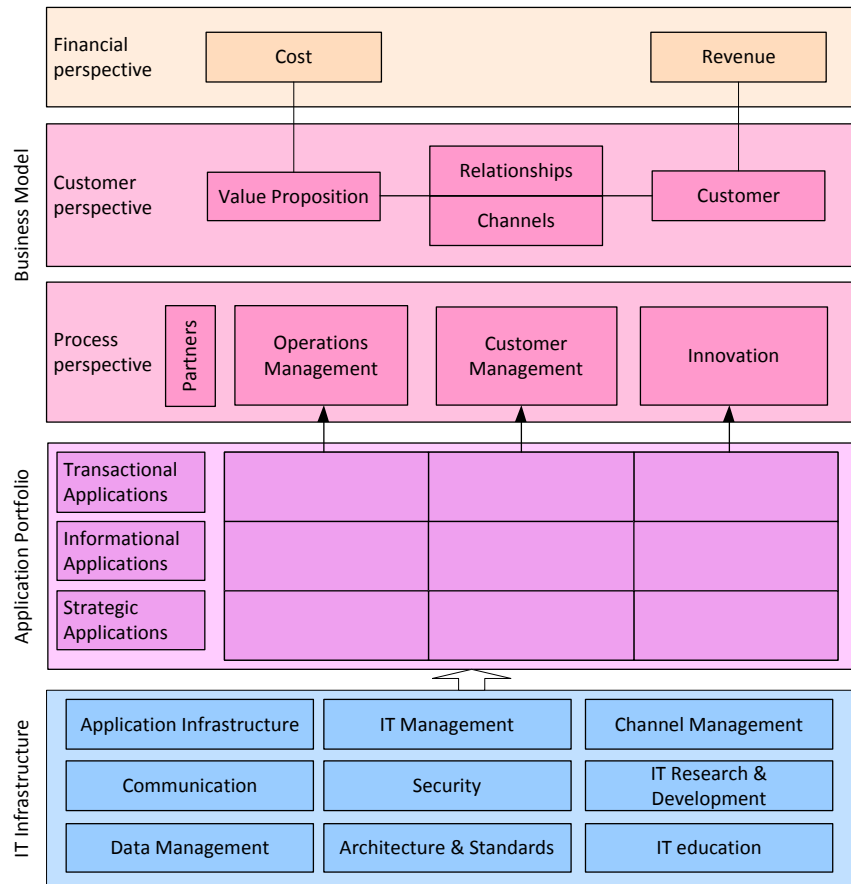 Financial
perspective
Cost
Revenue
Business Model
Customer
perspective
Value Proposition
Relationships
Channels
Customer
Process
perspective
Partners
Operations
Management
Customer
Management
Innovation
Application Portfolio
Transactional
Applications
Informational
Applications
Strategic
Applications
IT Infrastructure
Application Infrastructure
IT Management
Channel Management
Communication
Security
IT Research &
Development
Data Management
Architecture & Standards
IT education